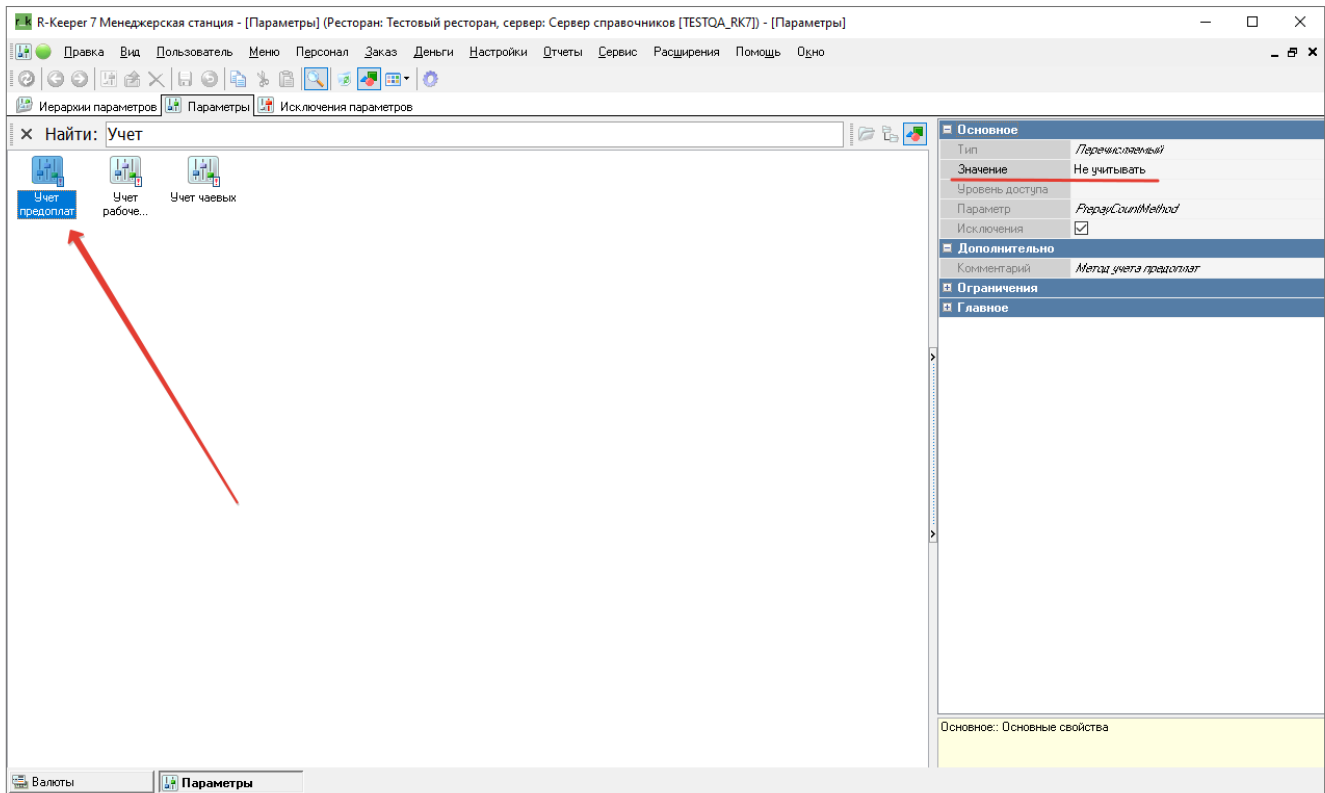 R-Keeper 7 Менеджерская станция - [Параметры] (Ресторан: Тестовый ресторан, сервер: Сервер справочников [TESTQA_RK7]) - [Параметры]
Правка Вид Пользователь Меню Персонал Заказ Деньги Настройки Отчеты Сервис Расширения Помощь Окно
Иерархии параметров Параметры Исключения параметров
Найти: Учет
Учет предоплат
Учет рабоче...
Учет чаевых
Основное
Тип Перечисляемый
Значение Не учитывать
Уровень доступа
Параметр PrepayCountMethod
Исключения
Дополнительно
Комментарий Метод учета предоплат
Ограничения
Главное
Основное:: Основные свойства
Валюты Параметры